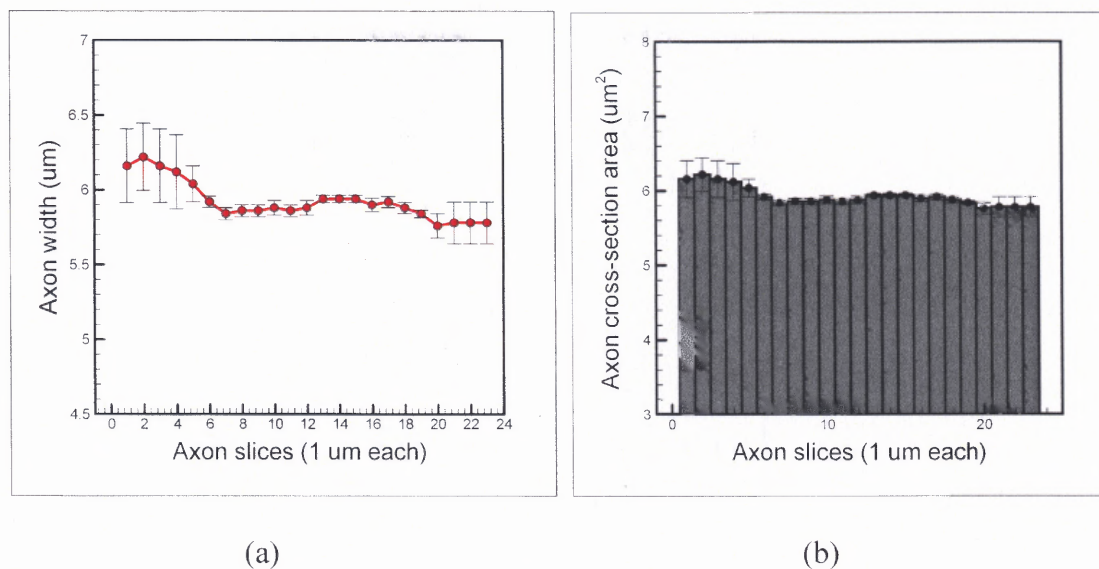 7
6.5
6
5.5
5
4.5
0 2 4 6 8 10 12 14 16 18 20 22 24
Axon width (um)
Axon slices (1 um each)
(a)
8
7
6
5
4
3
0 10 20
Axon cross-section area (um²)
Axon slices (1 um each)
(b)